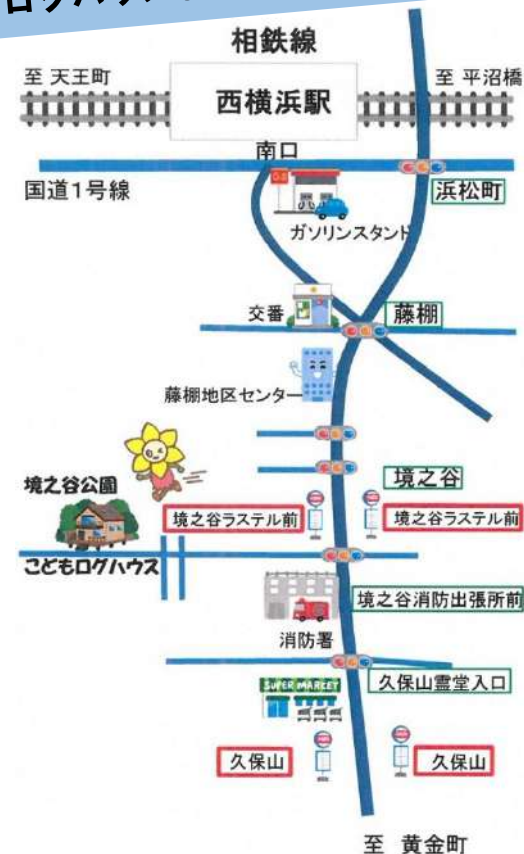 相鉄線
至 天王町
至 平沼橋
西横浜駅
南口
国道1号線
浜松町
ガソリンスタンド
交番
藤棚
藤棚地区センター
境之谷
境之谷公園
境之谷ラステル前
境之谷ラステル前
こどもログハウス
境之谷消防出張所前
消防署
久保山霊堂入口
SUPER MARKET
久保山
久保山
至 黄金町